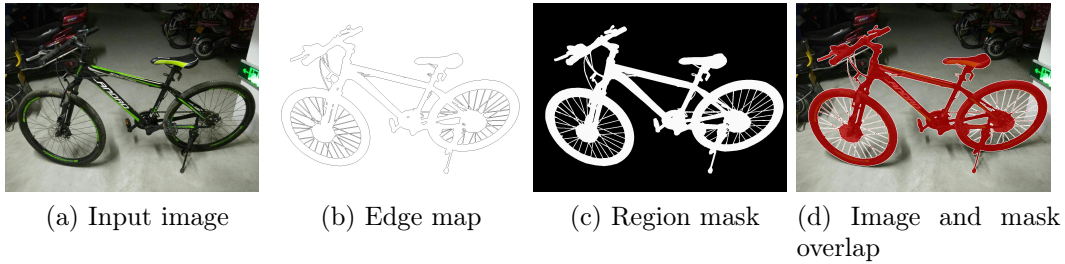 (a) Input image
(b) Edge map
(c) Region mask
(d) Image and mask
overlap